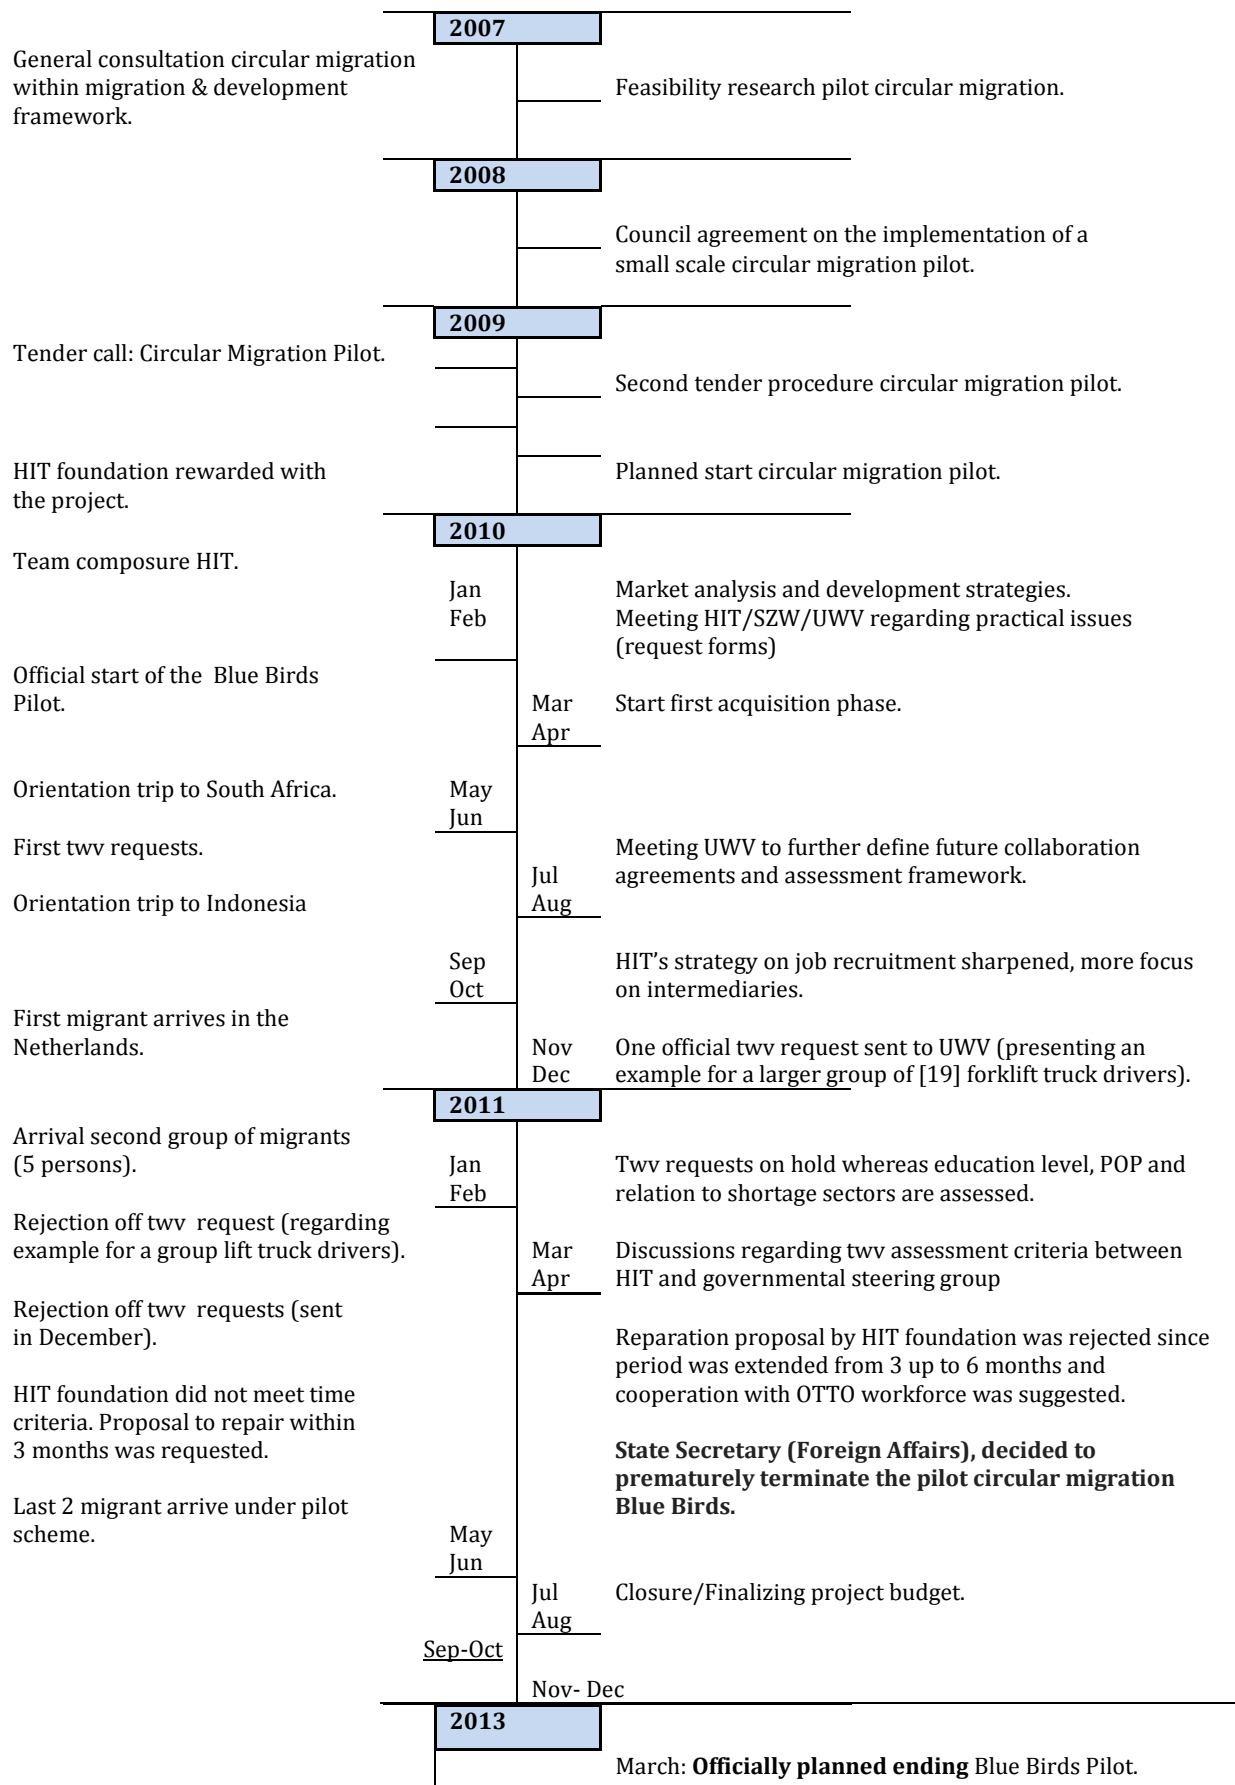 2007
General consultation circular migration
within migration & development
framework.
Feasibility research pilot circular migration.
2008
Council agreement on the implementation of a
small scale circular migration pilot.
2009
Tender call: Circular Migration Pilot.
Second tender procedure circular migration pilot.
HIT foundation rewarded with
the project.
Planned start circular migration pilot.
2010
Team composure HIT.
Jan
Feb
Market analysis and development strategies.
Meeting HIT/SZW/UWV regarding practical issues
(request forms)
Official start of the Blue Birds
Pilot.
Mar
Apr
Start first acquisition phase.
Orientation trip to South Africa.
May
Jun
First twv requests.
Meeting UWV to further define future collaboration
agreements and assessment framework.
Jul
Aug
Orientation trip to Indonesia
Sep
Oct
HIT’s strategy on job recruitment sharpened, more focus
on intermediaries.
First migrant arrives in the
Netherlands.
Nov
Dec
One official twv request sent to UWV (presenting an
example for a larger group of [19] forklift truck drivers).
2011
Arrival second group of migrants
(5 persons).
Jan
Feb
Twv requests on hold whereas education level, POP and
relation to shortage sectors are assessed.
Rejection off twv request (regarding
example for a group lift truck drivers).
Mar
Apr
Discussions regarding twv assessment criteria between
HIT and governmental steering group
Rejection off twv requests (sent
in December).
Reparation proposal by HIT foundation was rejected since
period was extended from 3 up to 6 months and
cooperation with OTTO workforce was suggested.
HIT foundation did not meet time
criteria. Proposal to repair within
3 months was requested.
State Secretary (Foreign Affairs), decided to
prematurely terminate the pilot circular migration
Blue Birds.
Last 2 migrant arrive under pilot
scheme.
May
Jun
Jul
Aug
Closure/Finalizing project budget.
Sep-Oct
Nov- Dec
2013
March: Officially planned ending Blue Birds Pilot.